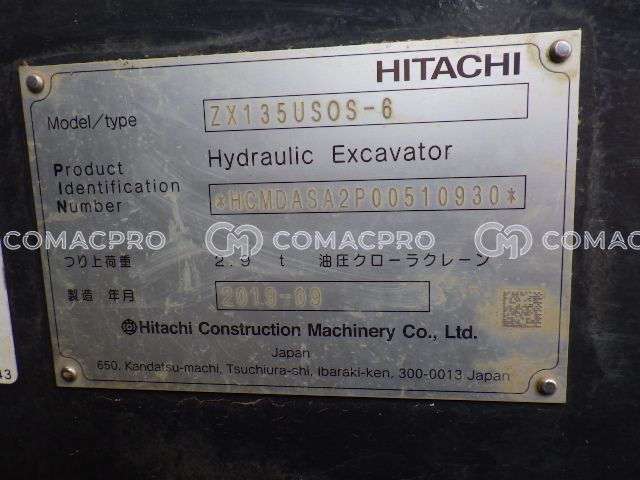 HITACHI
Model/type ZX135USOS-6
Hydraulic Excavator
Product
Identification
Number *HCMDASA2P00510930*
COMACPRO COMACPRO COMACPRO
つり上荷重 2.9 t 油圧クローラクレーン
製造 年月 2019-09
Hitachi Construction Machinery Co., Ltd.
Japan
650, Kandatsu-machi, Tsuchiura-shi, Ibaraki-ken, 300-0013 Japan
43